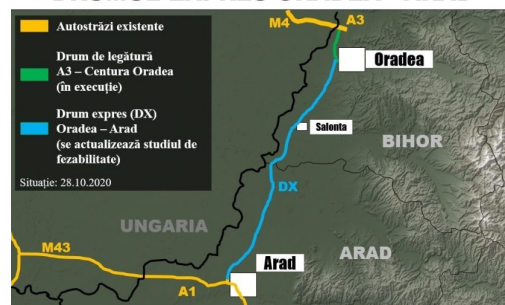 Autostrăzi existente
Drum de legătură
A3 – Centura Oradea
(în execuție)
Drum expres (DX)
Oradea – Arad
(se actualizează studiul de
fezabilitate)
Situație: 28.10.2020
M4
A3
Oradea
Salonta
BIHOR
DX
UNGARIA
M43
ARAD
Arad
A1